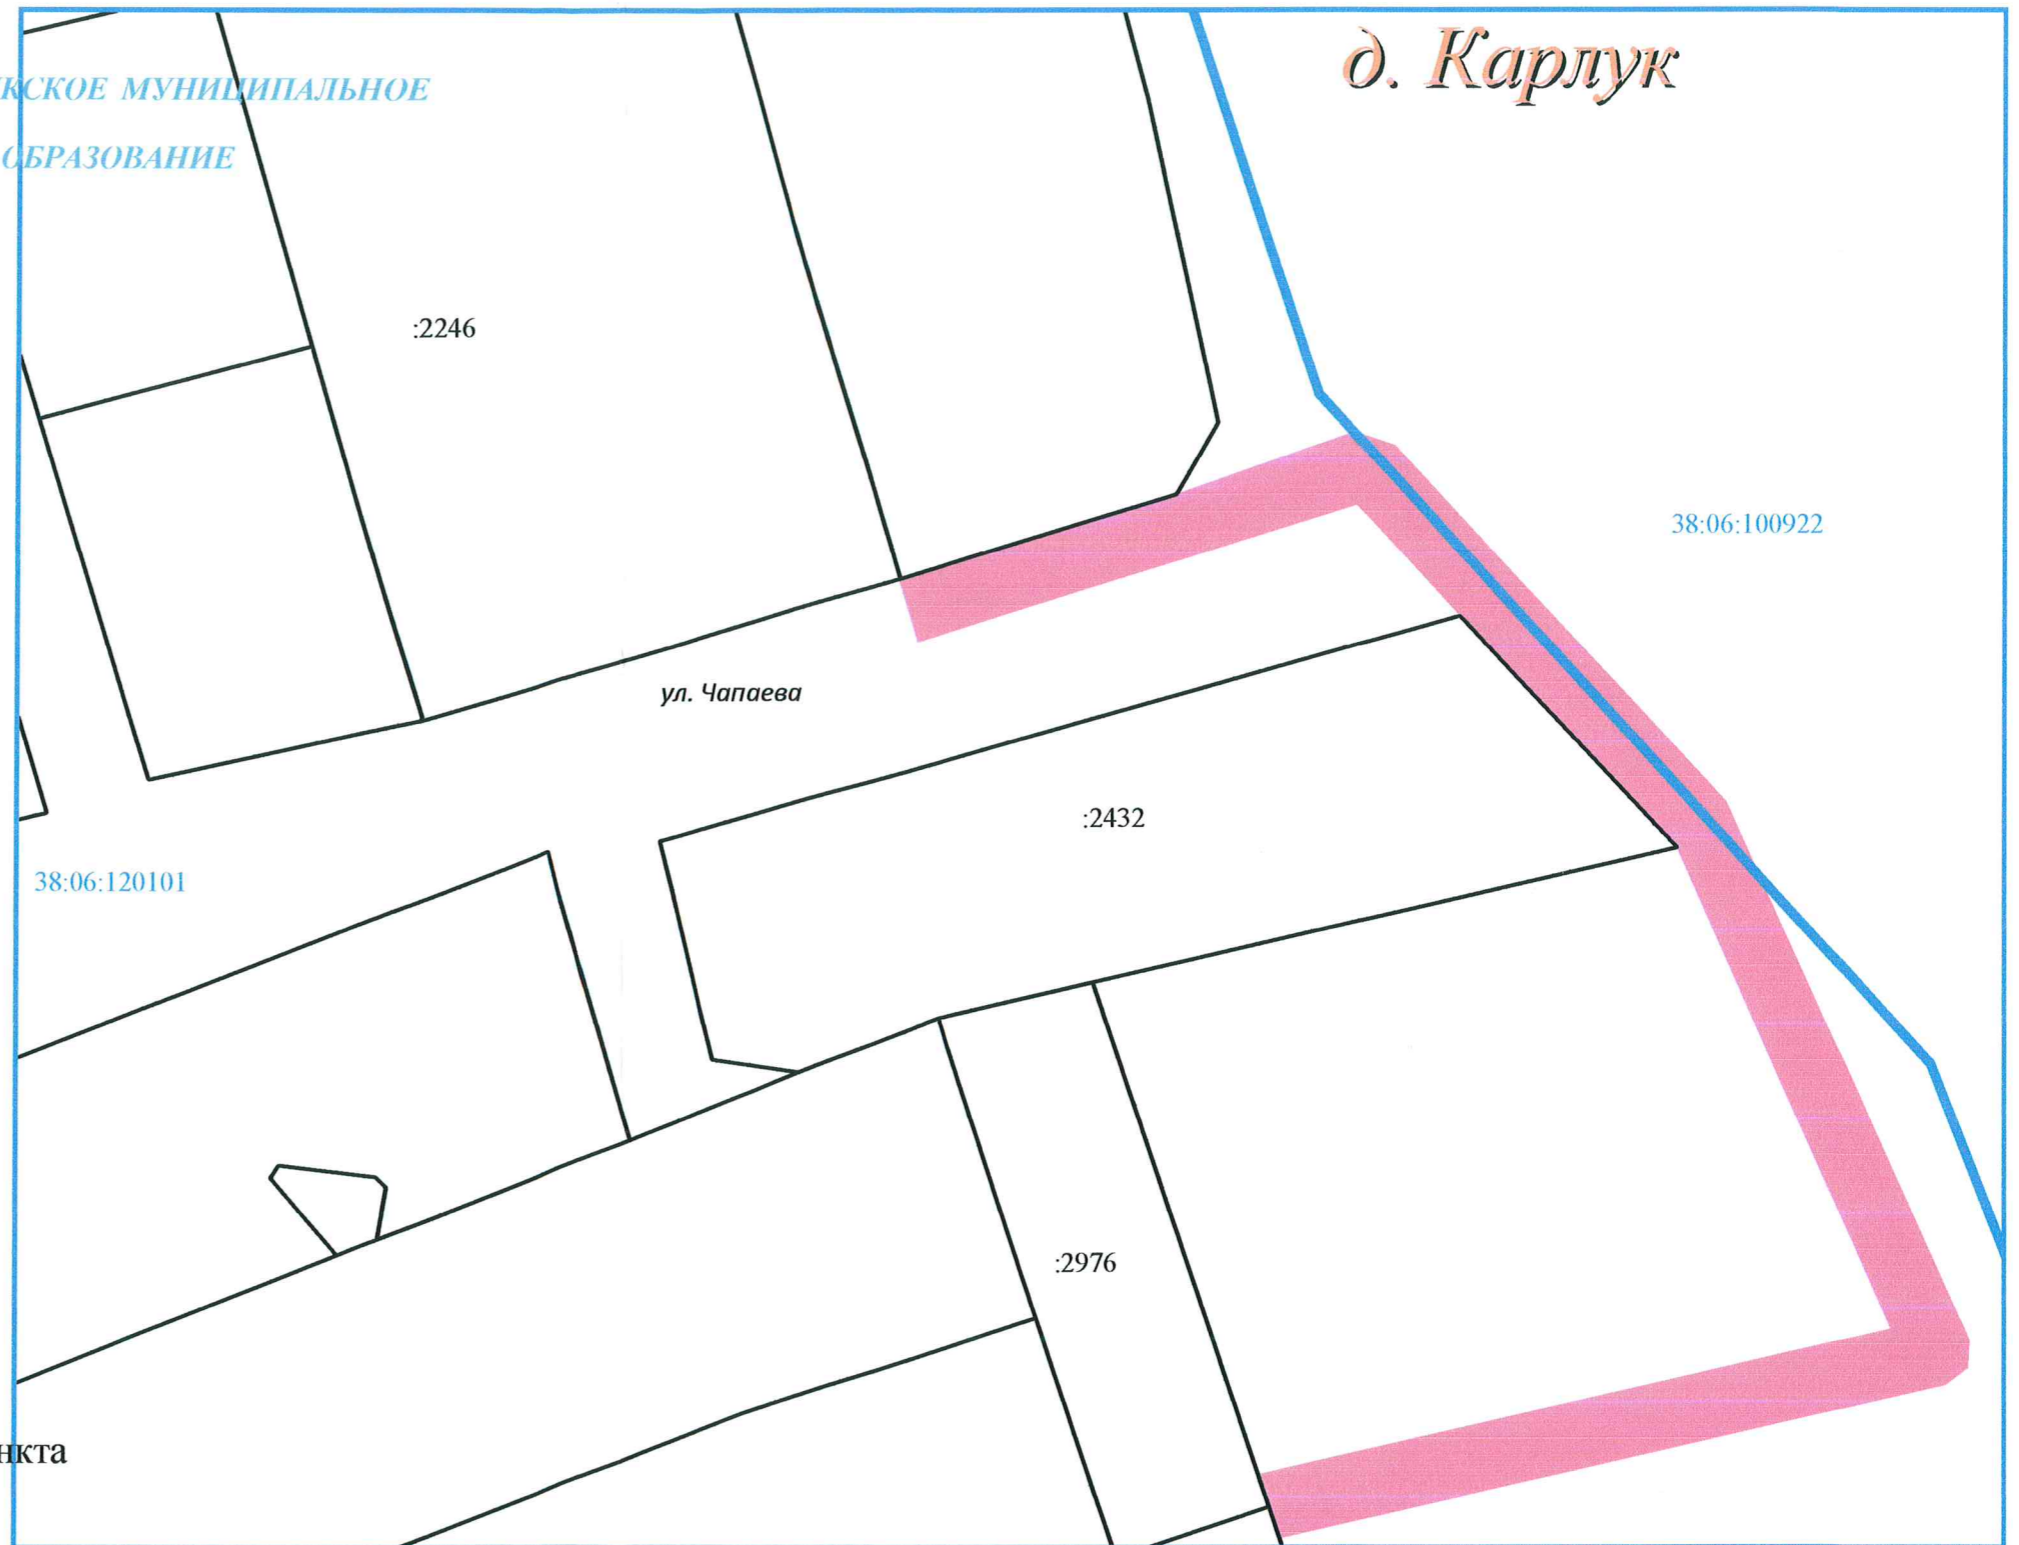 д. Карлук
КСКОЕ МУНИЦИПАЛЬНОЕ
ОБРАЗОВАНИЕ
:2246
38:06:100922
ул. Чапаева
:2432
38:06:120101
:2976
нкта